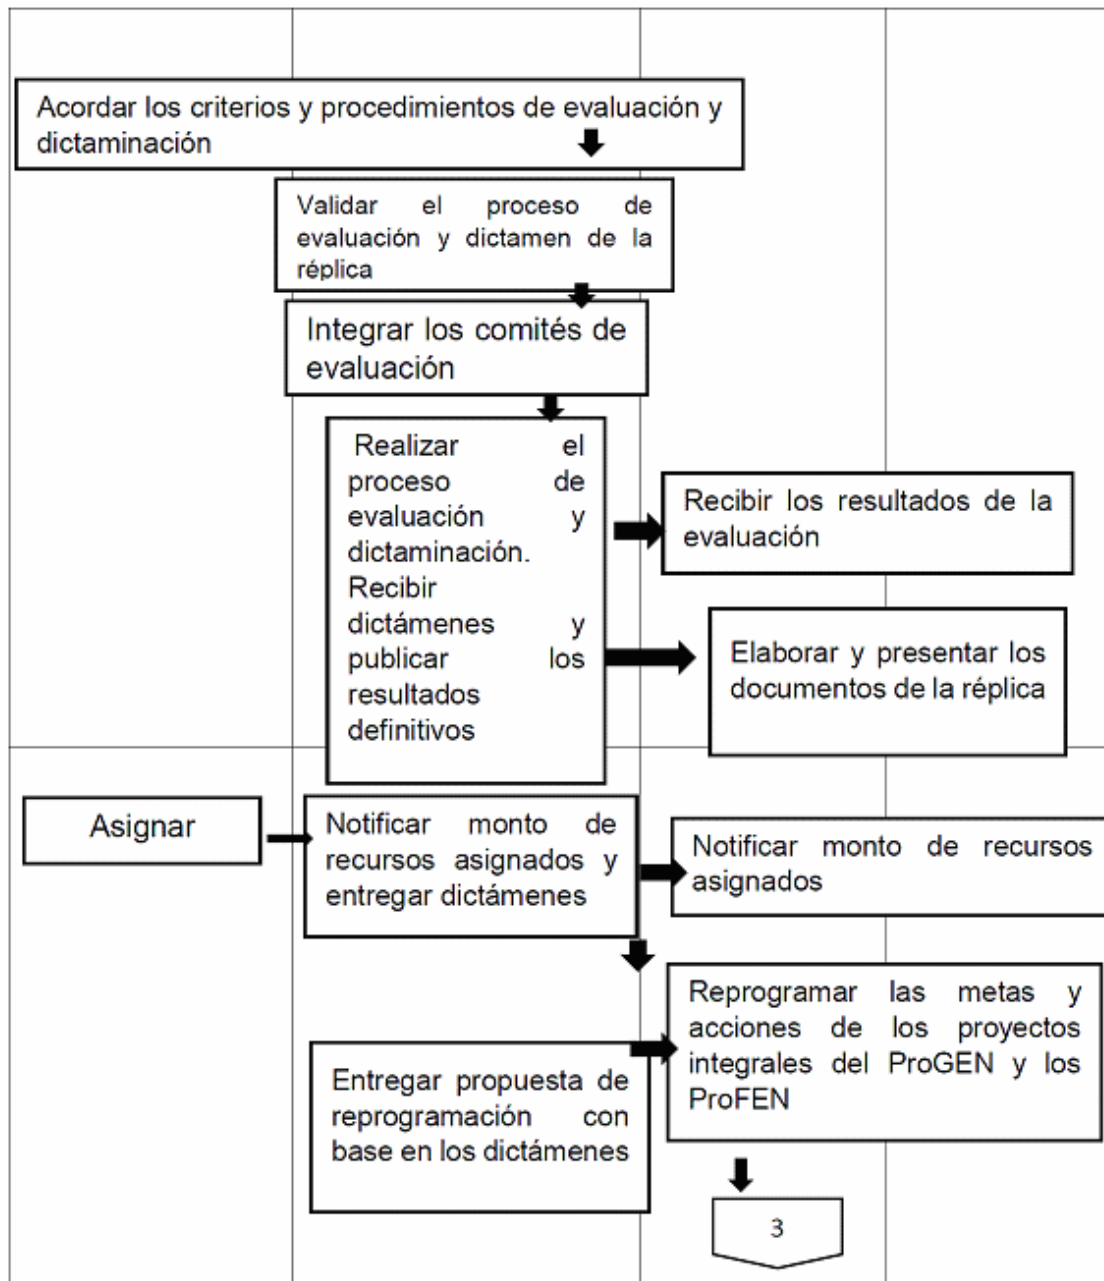 Acordar los criterios y procedimientos de evaluación y
dictaminación
Validar el proceso de
evaluación y dictamen de la
réplica
Integrar los comités de
evaluación
Realizar el
proceso de
evaluación y
dictaminación.
Recibir
dictámenes y
publicar los
resultados
definitivos
Recibir los resultados de la
evaluación
Elaborar y presentar los
documentos de la réplica
Asignar
Notificar monto de
recursos asignados y
entregar dictámenes
Notificar monto de recursos
asignados
Reprogramar las metas y
acciones de los proyectos
integrales del ProGEN y los
ProFEN
Entregar propuesta de
reprogramación con
base en los dictámenes
3